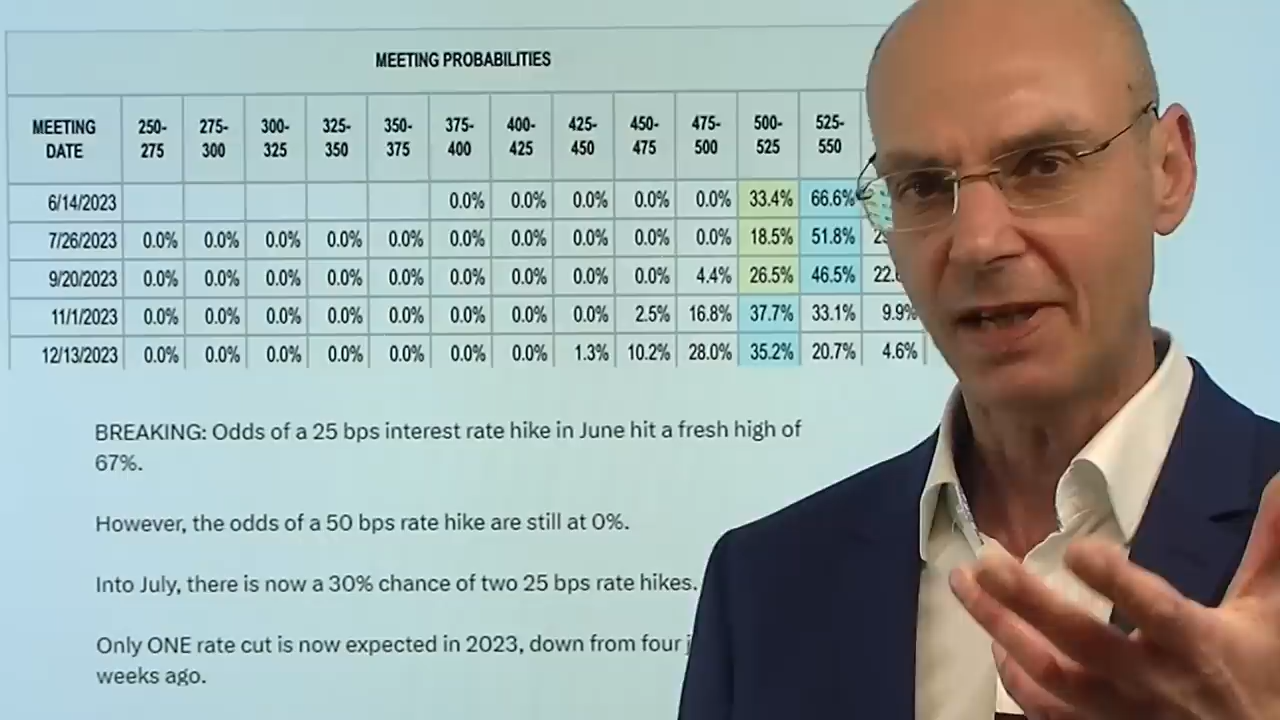 MEETING PROBABILITIES
MEETING DATE 250-275 275-300 300-325 325-350 350-375 375-400 400-425 425-450 450-475 475-500 500-525 525-550
6/14/2023 0.0% 0.0% 0.0% 0.0% 0.0% 33.4% 66.6%
7/26/2023 0.0% 0.0% 0.0% 0.0% 0.0% 0.0% 0.0% 0.0% 0.0% 0.0% 18.5% 51.8%
9/20/2023 0.0% 0.0% 0.0% 0.0% 0.0% 0.0% 0.0% 0.0% 0.0% 4.4% 26.5% 46.5%
11/1/2023 0.0% 0.0% 0.0% 0.0% 0.0% 0.0% 0.0% 0.0% 2.5% 16.8% 37.7% 33.1% 9.9%
12/13/2023 0.0% 0.0% 0.0% 0.0% 0.0% 0.0% 0.0% 1.3% 10.2% 28.0% 35.2% 20.7% 4.6%
BREAKING: Odds of a 25 bps interest rate hike in June hit a fresh high of
67%.
However, the odds of a 50 bps rate hike are still at 0%.
Into July, there is now a 30% chance of two 25 bps rate hikes.
Only ONE rate cut is now expected in 2023, down from four
weeks ago.